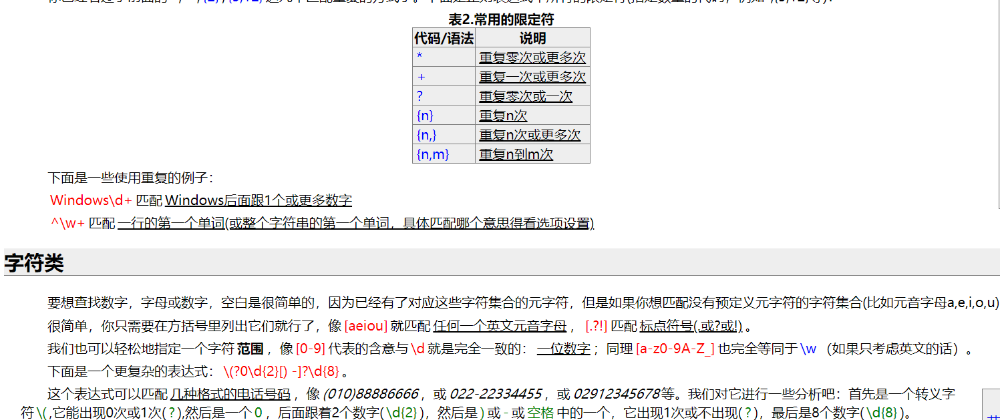 表2.常用的限定符
代码/语法 说明
* 重复零次或更多次
+ 重复一次或更多次
? 重复零次或一次
{n} 重复n次
{n,} 重复n次或更多次
{n,m} 重复n到m次
下面是一些使用重复的例子：
Windows\d+ 匹配 Windows后面跟1个或更多数字
^\w+ 匹配 一行的第一个单词(或整个字符串的第一个单词，具体匹配哪个意思得看选项设置)
字符类
要想查找数字，字母或数字，空白是很简单的，因为已经有了对应这些字符集合的元字符，但是如果你想匹配没有预定义元字符的字符集合(比如元音字母a,e,i,o,u)
很简单，你只需要在方括号里列出它们就行了，像 [aeiou] 就匹配 任何一个英文元音字母 ， [.?!] 匹配 标点符号(.或?或!) 。
我们也可以轻松地指定一个字符 范围 ，像 [0-9] 代表的含意与 \d 就是完全一致的： 一位数字 ；同理 [a-z0-9A-Z_] 也完全等同于 \w （如果只考虑英文的话）。
下面是一个更复杂的表达式： \(?0\d{2}[) -]?\d{8} 。
这个表达式可以匹配 几种格式的电话号码 ，像 (010)88886666 ，或 022-22334455 ，或 02912345678 等。我们对它进行一些分析吧：首先是一个转义字
符 \( ,它能出现0次或1次( ? ),然后是一个 0 ，后面跟着2个数字( \d{2} )，然后是 ) 或 - 或 空格 中的一个，它出现1次或不出现( ? )，最后是8个数字( \d{8} )。